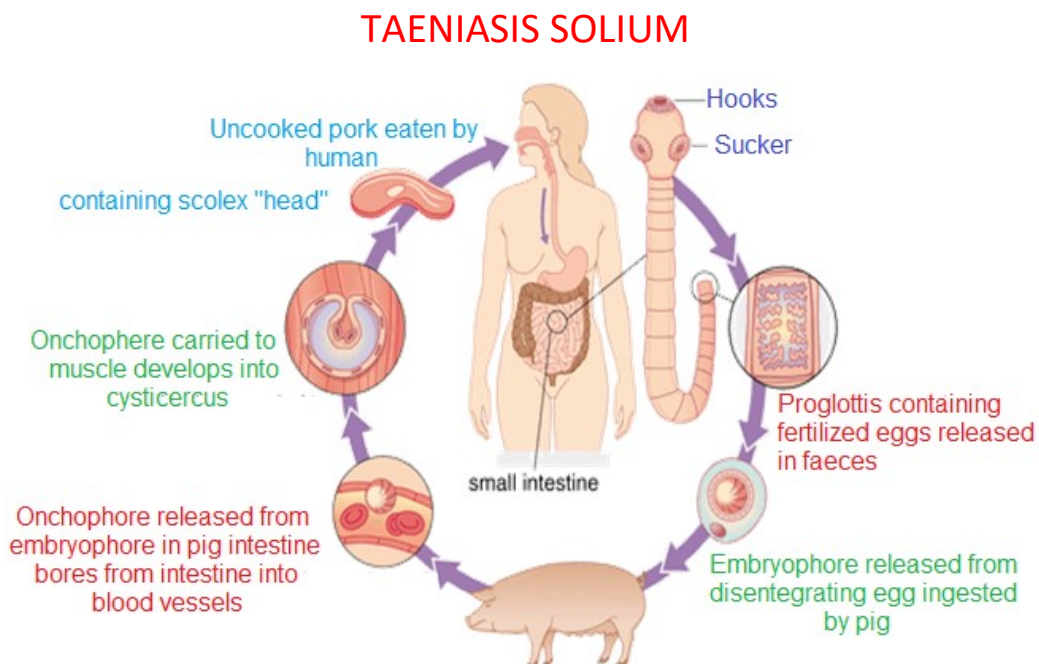 TAENIASIS SOLIUM
Uncooked pork eaten by
human
containing scolex "head"
Hooks
Sucker
Onchophere carried to
muscle develops into
cysticercus
Proglottis containing
fertilized eggs released
in faeces
small intestine
Onchophore released from
embryophore in pig intestine
bores from intestine into
blood vessels
Embryophore released from
disentegrating egg ingested
by pig